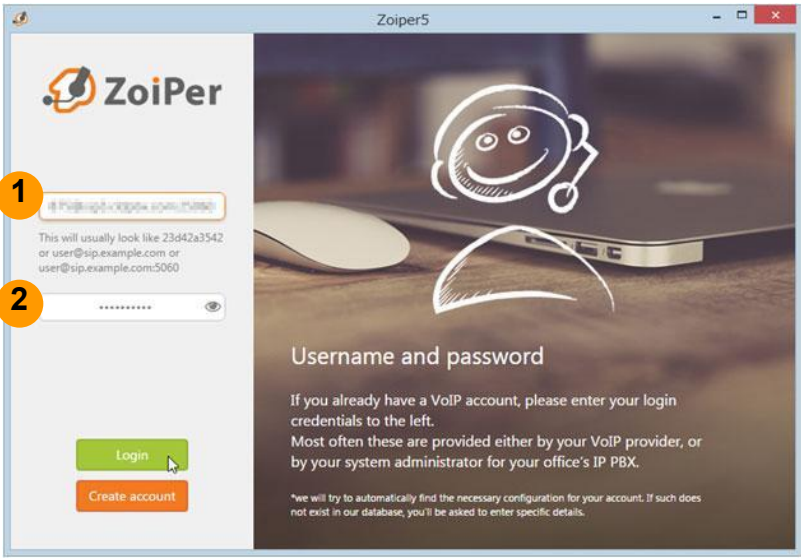 Zoiper5
ZoiPer
1
This will usually look like 23d42a3542
or user@sip.example.com or
user@sip.example.com:5060
2
Login
Create account
Username and password
If you already have a VoIP account, please enter your login
credentials to the left.
Most often these are provided either by your VoIP provider, or
by your system administrator for your office's IP PBX.
*we will try to automatically find the necessary configuration for your account. If such does
not exist in our database, you'll be asked to enter specific details.